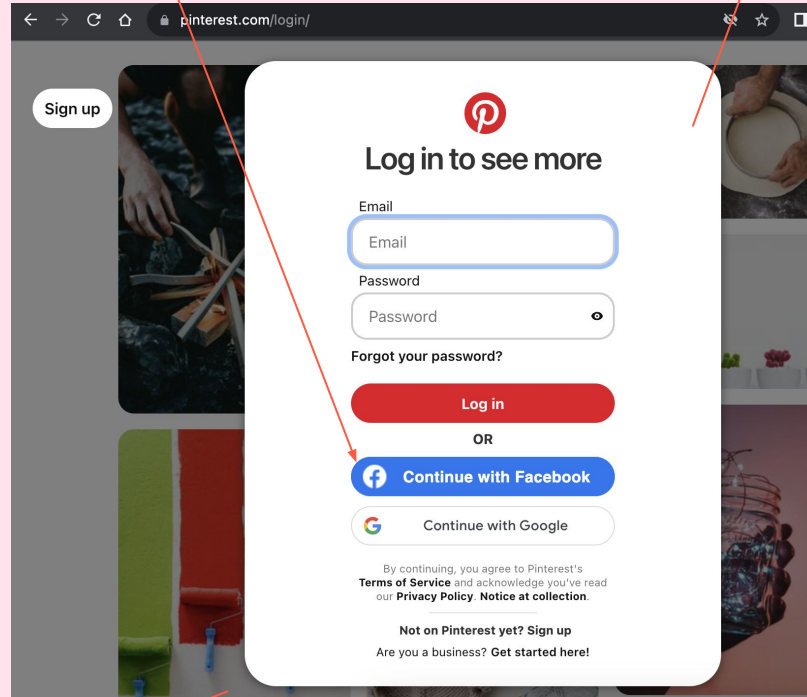 pinterest.com/login/
Sign up
Log in to see more
Email
Email
Password
Password
Forgot your password?
Log in
OR
Continue with Facebook
Continue with Google
By continuing, you agree to Pinterest's
Terms of Service and acknowledge you've read
our Privacy Policy. Notice at collection.
Not on Pinterest yet? Sign up
Are you a business? Get started here!